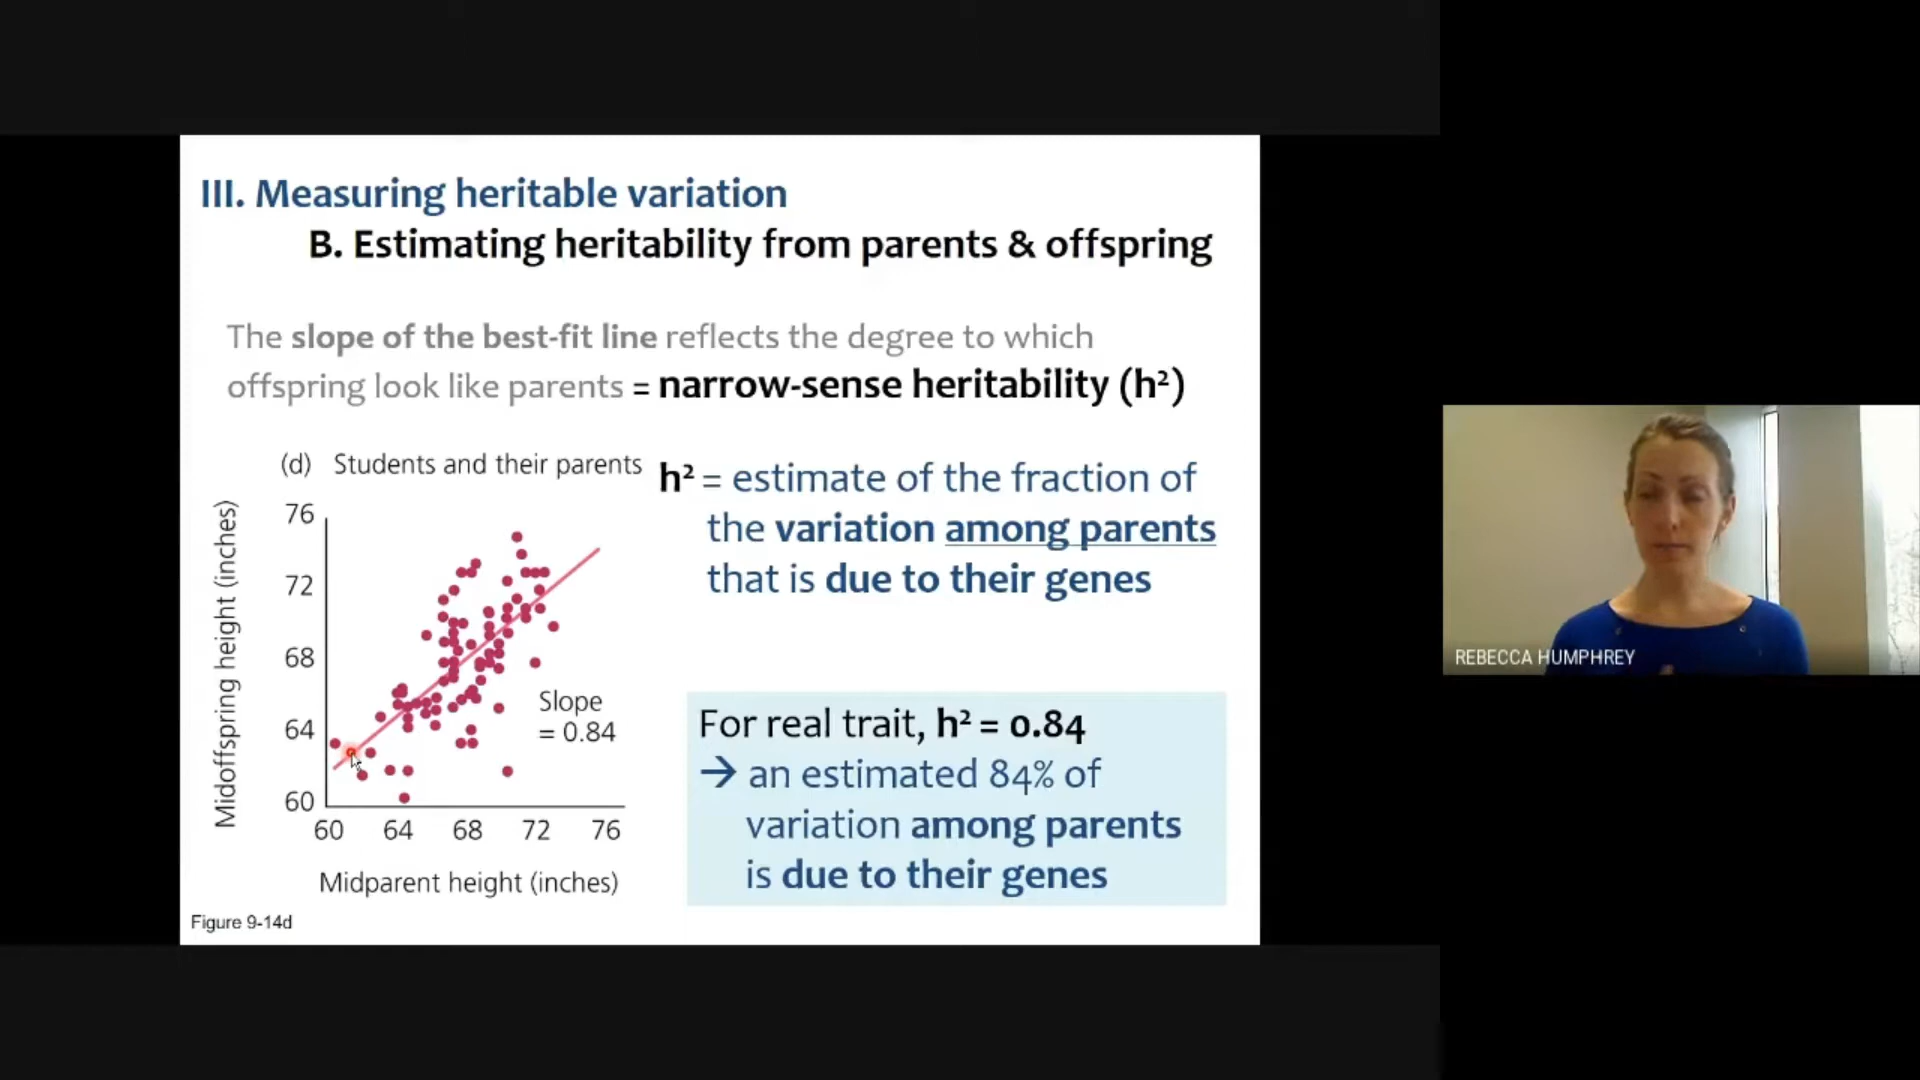 III. Measuring heritable variation
B. Estimating heritability from parents & offspring
The slope of the best-fit line reflects the degree to which
offspring look like parents = narrow-sense heritability (h²)
(d) Students and their parents
Midoffspring height (inches)
76
72
68
64
60
60 64 68 72 76
Midparent height (inches)
Slope
= 0.84
Figure 9-14d
h² = estimate of the fraction of
the variation among parents
that is due to their genes
For real trait, h² = 0.84
→ an estimated 84% of
variation among parents
is due to their genes
REBECCA HUMPHREY